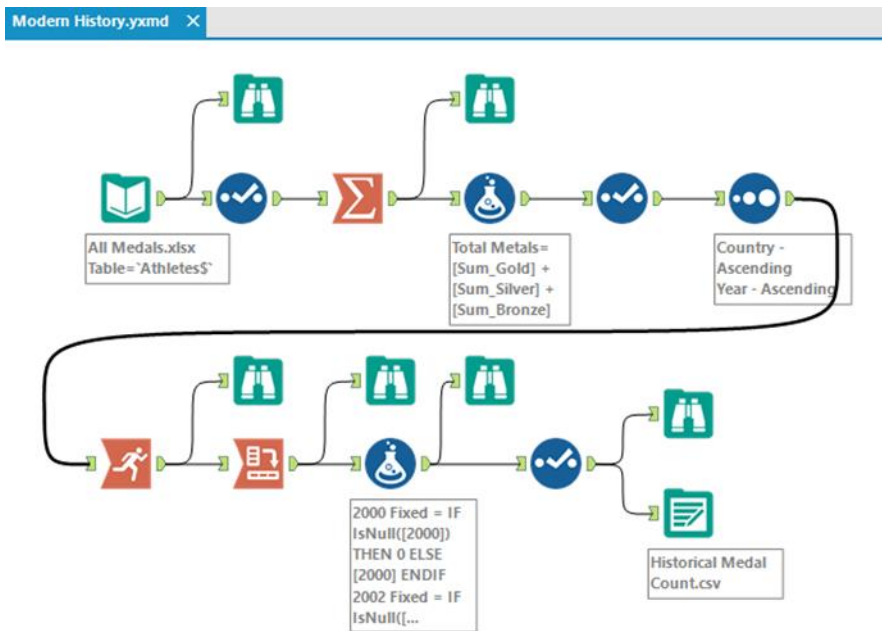 Modern History.yxmd X
All Medals.xlsx
Table=`Athletes$`
Total Metals=
[Sum_Gold] +
[Sum_Silver] +
[Sum_Bronze]
Country -
Ascending
Year - Ascending
2000 Fixed = IF
IsNull([2000])
THEN 0 ELSE
[2000] ENDIF
2002 Fixed = IF
IsNull([...
Historical Medal
Count.csv